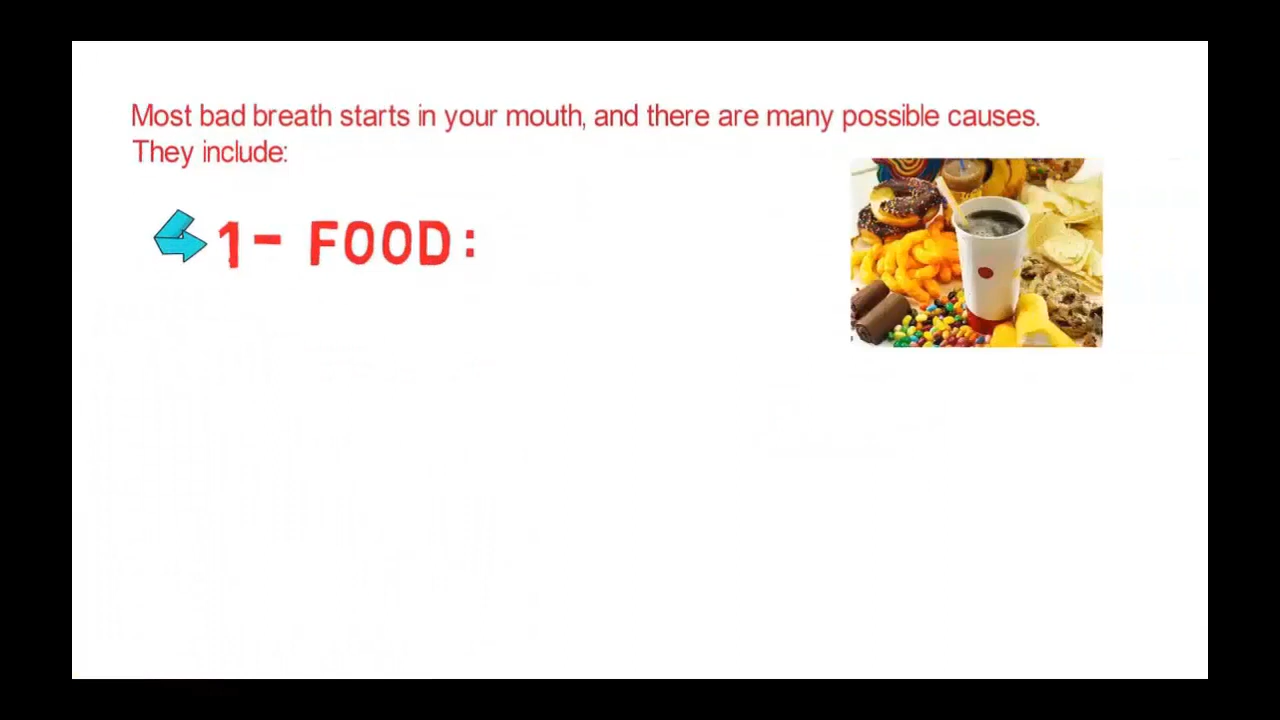 Most bad breath starts in your mouth, and there are many possible causes.
They include:
1- FOOD: